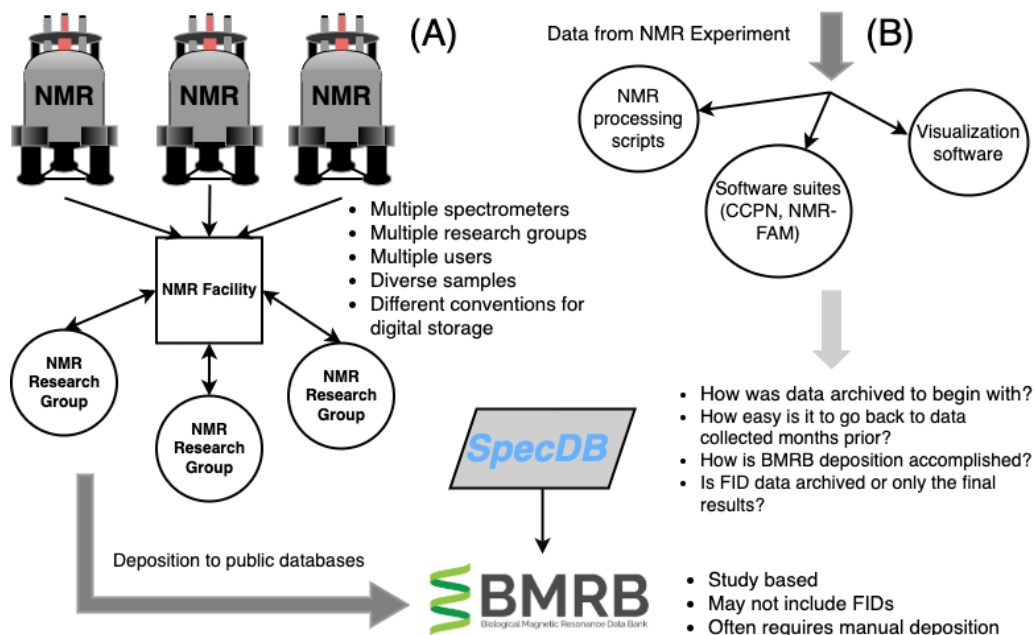 (A)
NMR
NMR
NMR
• Multiple spectrometers
• Multiple research groups
• Multiple users
• Diverse samples
• Different conventions for
digital storage
NMR Facility
NMR
Research
Group
NMR
Research
Group
NMR
Research
Group
Deposition to public databases
(B)
Data from NMR Experiment
NMR
processing
scripts
Software suites
(CCPN, NMR-
FAM)
Visualization
software
• How was data archived to begin with?
• How easy is it to go back to data
collected months prior?
• How is BMRB deposition accomplished?
• Is FID data archived or only the final
results?
SpecDB
BMRB
Biological Magnetic Resonance Data Bank
• Study based
• May not include FIDs
• Often requires manual deposition